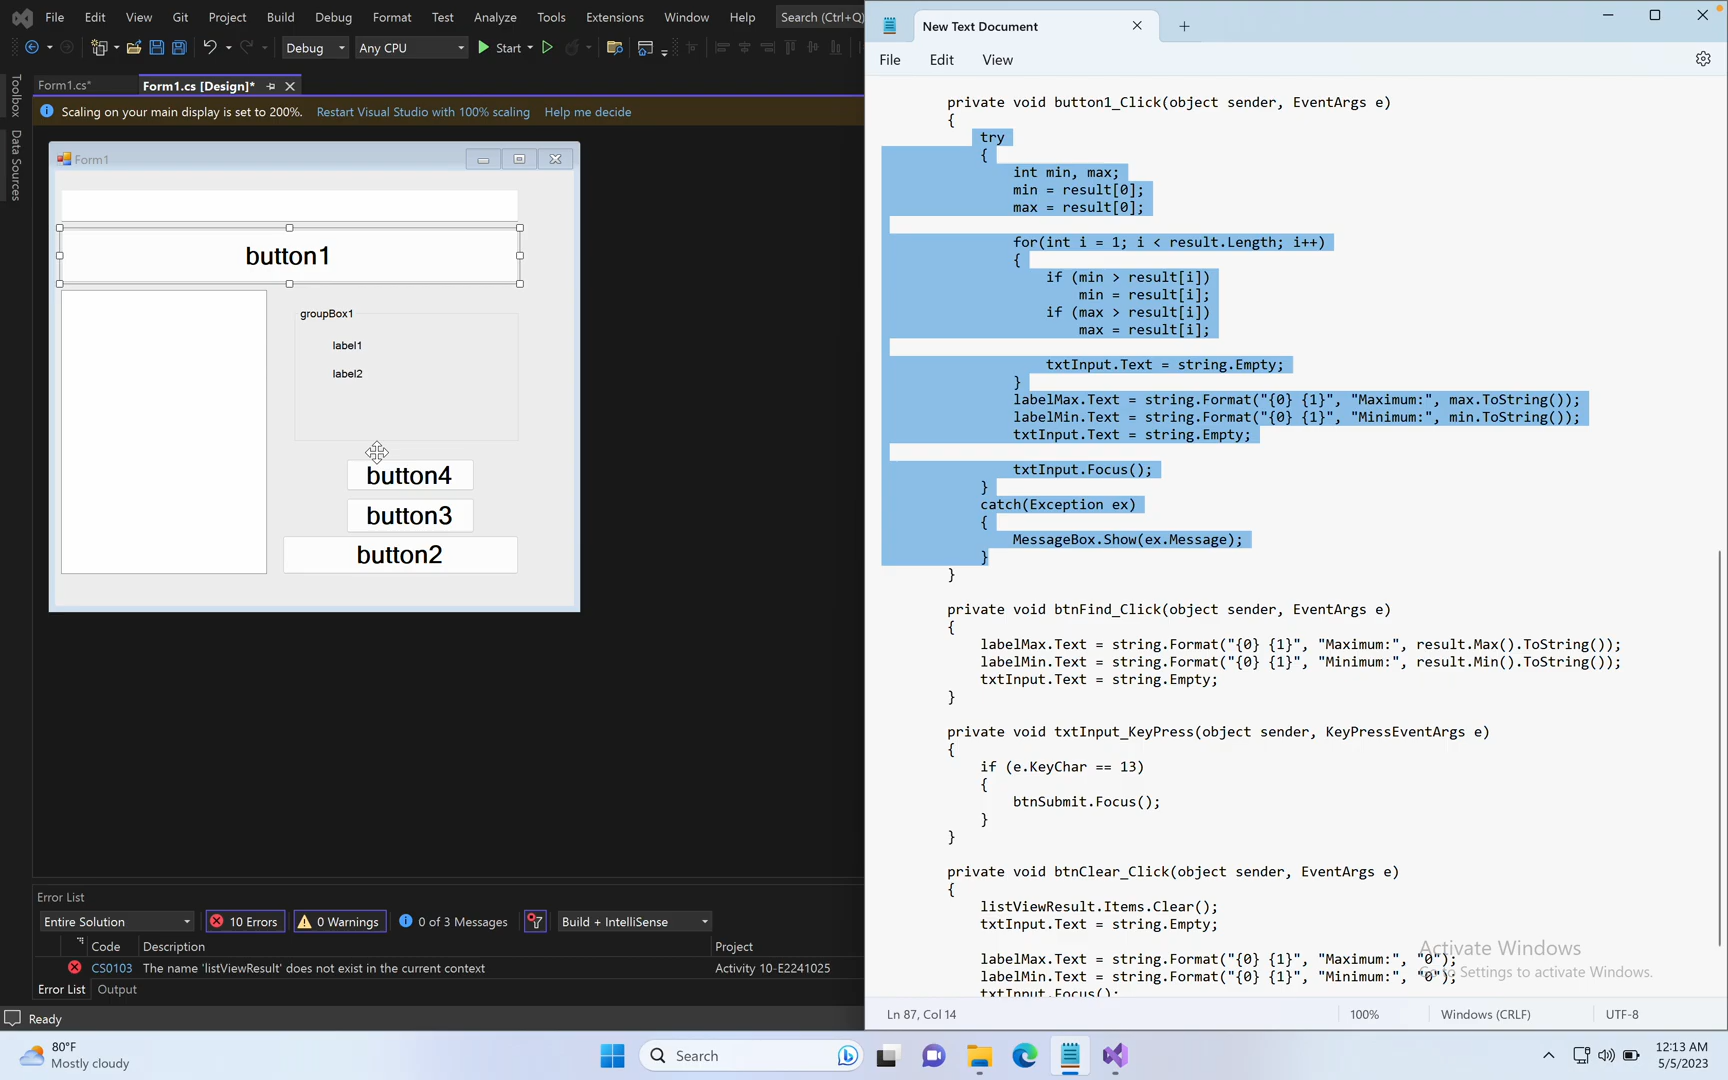 File Edit View Git Project Build Debug Format Test Analyze Tools Extensions Window Help Search (Ctrl+Q)
Debug Any CPU Start
Toolbox
Data Sources
Form1.cs* Form1.cs [Design]*
Scaling on your main display is set to 200%. Restart Visual Studio with 100% scaling Help me decide
Form1
button1
groupBox1
label1
label2
button4
button3
button2
Error List
Entire Solution 10 Errors 0 Warnings 0 of 3 Messages Build + IntelliSense
Code Description Project
CS0103 The name 'listViewResult' does not exist in the current context Activity 10-E2241025
Error List Output
Ready
New Text Document
File Edit View
private void button1_Click(object sender, EventArgs e)
{
try
{
int min, max;
min = result[0];
max = result[0];
for(int i = 1; i < result.Length; i++)
{
if (min > result[i])
min = result[i];
if (max > result[i])
max = result[i];
txtInput.Text = string.Empty;
}
labelMax.Text = string.Format("{0} {1}", "Maximum:", max.ToString());
labelMin.Text = string.Format("{0} {1}", "Minimum:", min.ToString());
txtInput.Text = string.Empty;
txtInput.Focus();
}
catch(Exception ex)
{
MessageBox.Show(ex.Message);
}
}
private void btnFind_Click(object sender, EventArgs e)
{
labelMax.Text = string.Format("{0} {1}", "Maximum:", result.Max().ToString());
labelMin.Text = string.Format("{0} {1}", "Minimum:", result.Min().ToString());
txtInput.Text = string.Empty;
}
private void txtInput_KeyPress(object sender, KeyPressEventArgs e)
{
if (e.KeyChar == 13)
{
btnSubmit.Focus();
}
}
private void btnClear_Click(object sender, EventArgs e)
{
listViewResult.Items.Clear();
txtInput.Text = string.Empty;
labelMax.Text = string.Format("{0} {1}", "Maximum:", "0");
labelMin.Text = string.Format("{0} {1}", "Minimum:", "0");
txtInput.Focus();
Activate Windows
Go to Settings to activate Windows.
Ln 87, Col 14 100% Windows (CRLF) UTF-8
80°F
Mostly cloudy
Search
12:13 AM
5/5/2023